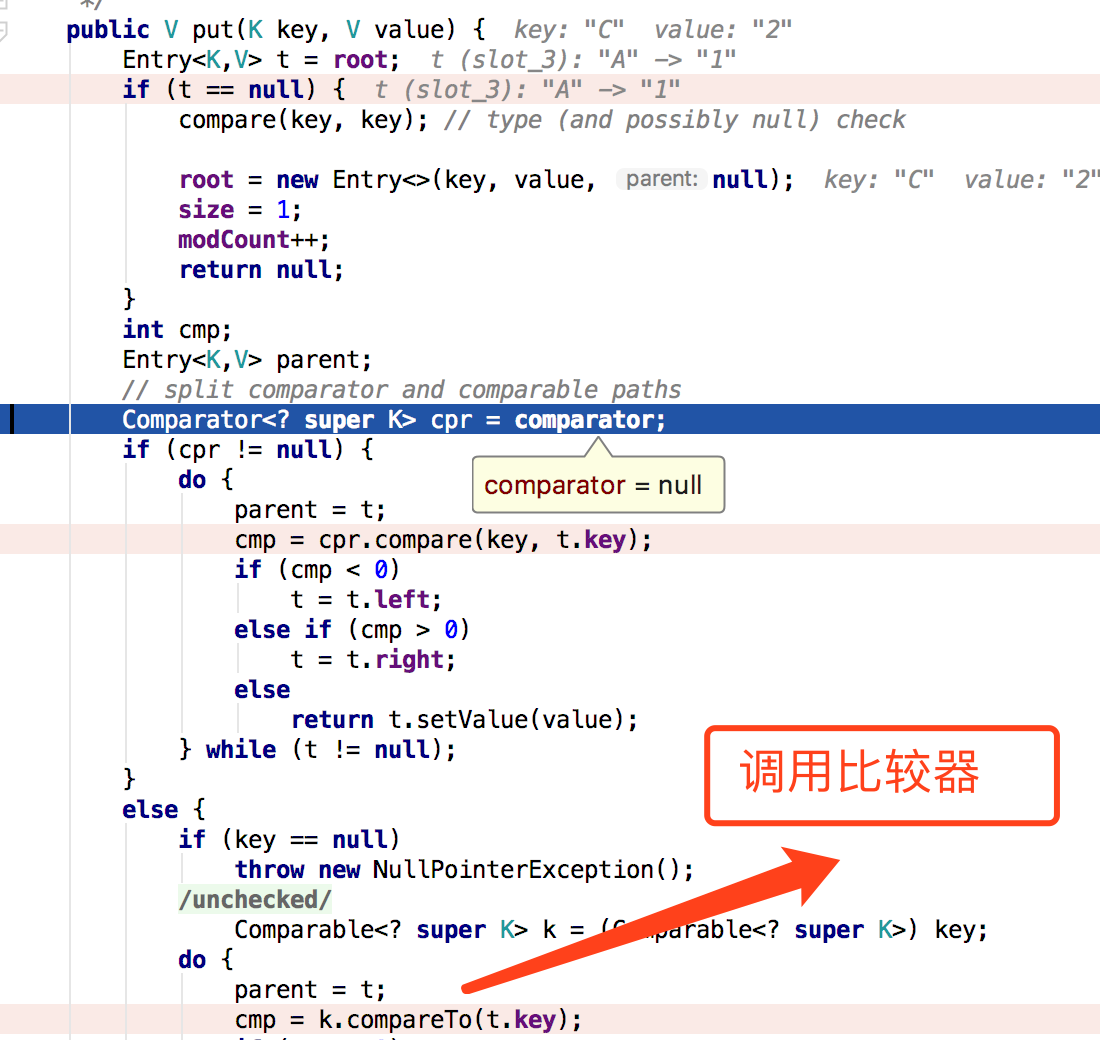 */
public V put(K key, V value) {  key: "C"  value: "2"
Entry<K,V> t = root;  t (slot_3): "A" —> "1"
if (t == null) {  t (slot_3): "A" —> "1"
compare(key, key); // type (and possibly null) check
root = new Entry<>(key, value, parent: null);  key: "C"  value: "2"
size = 1;
modCount++;
return null;
}
int cmp;
Entry<K,V> parent;
// split comparator and comparable paths
Comparator<? super K> cpr = comparator;
if (cpr != null) {
comparator = null
do {
parent = t;
cmp = cpr.compare(key, t.key);
if (cmp < 0)
t = t.left;
else if (cmp > 0)
t = t.right;
else
return t.setValue(value);
} while (t != null);
调用比较器
}
else {
if (key == null)
throw new NullPointerException();
/unchecked/
Comparable<? super K> k = (Comparable<? super K>) key;
do {
parent = t;
cmp = k.compareTo(t.key);